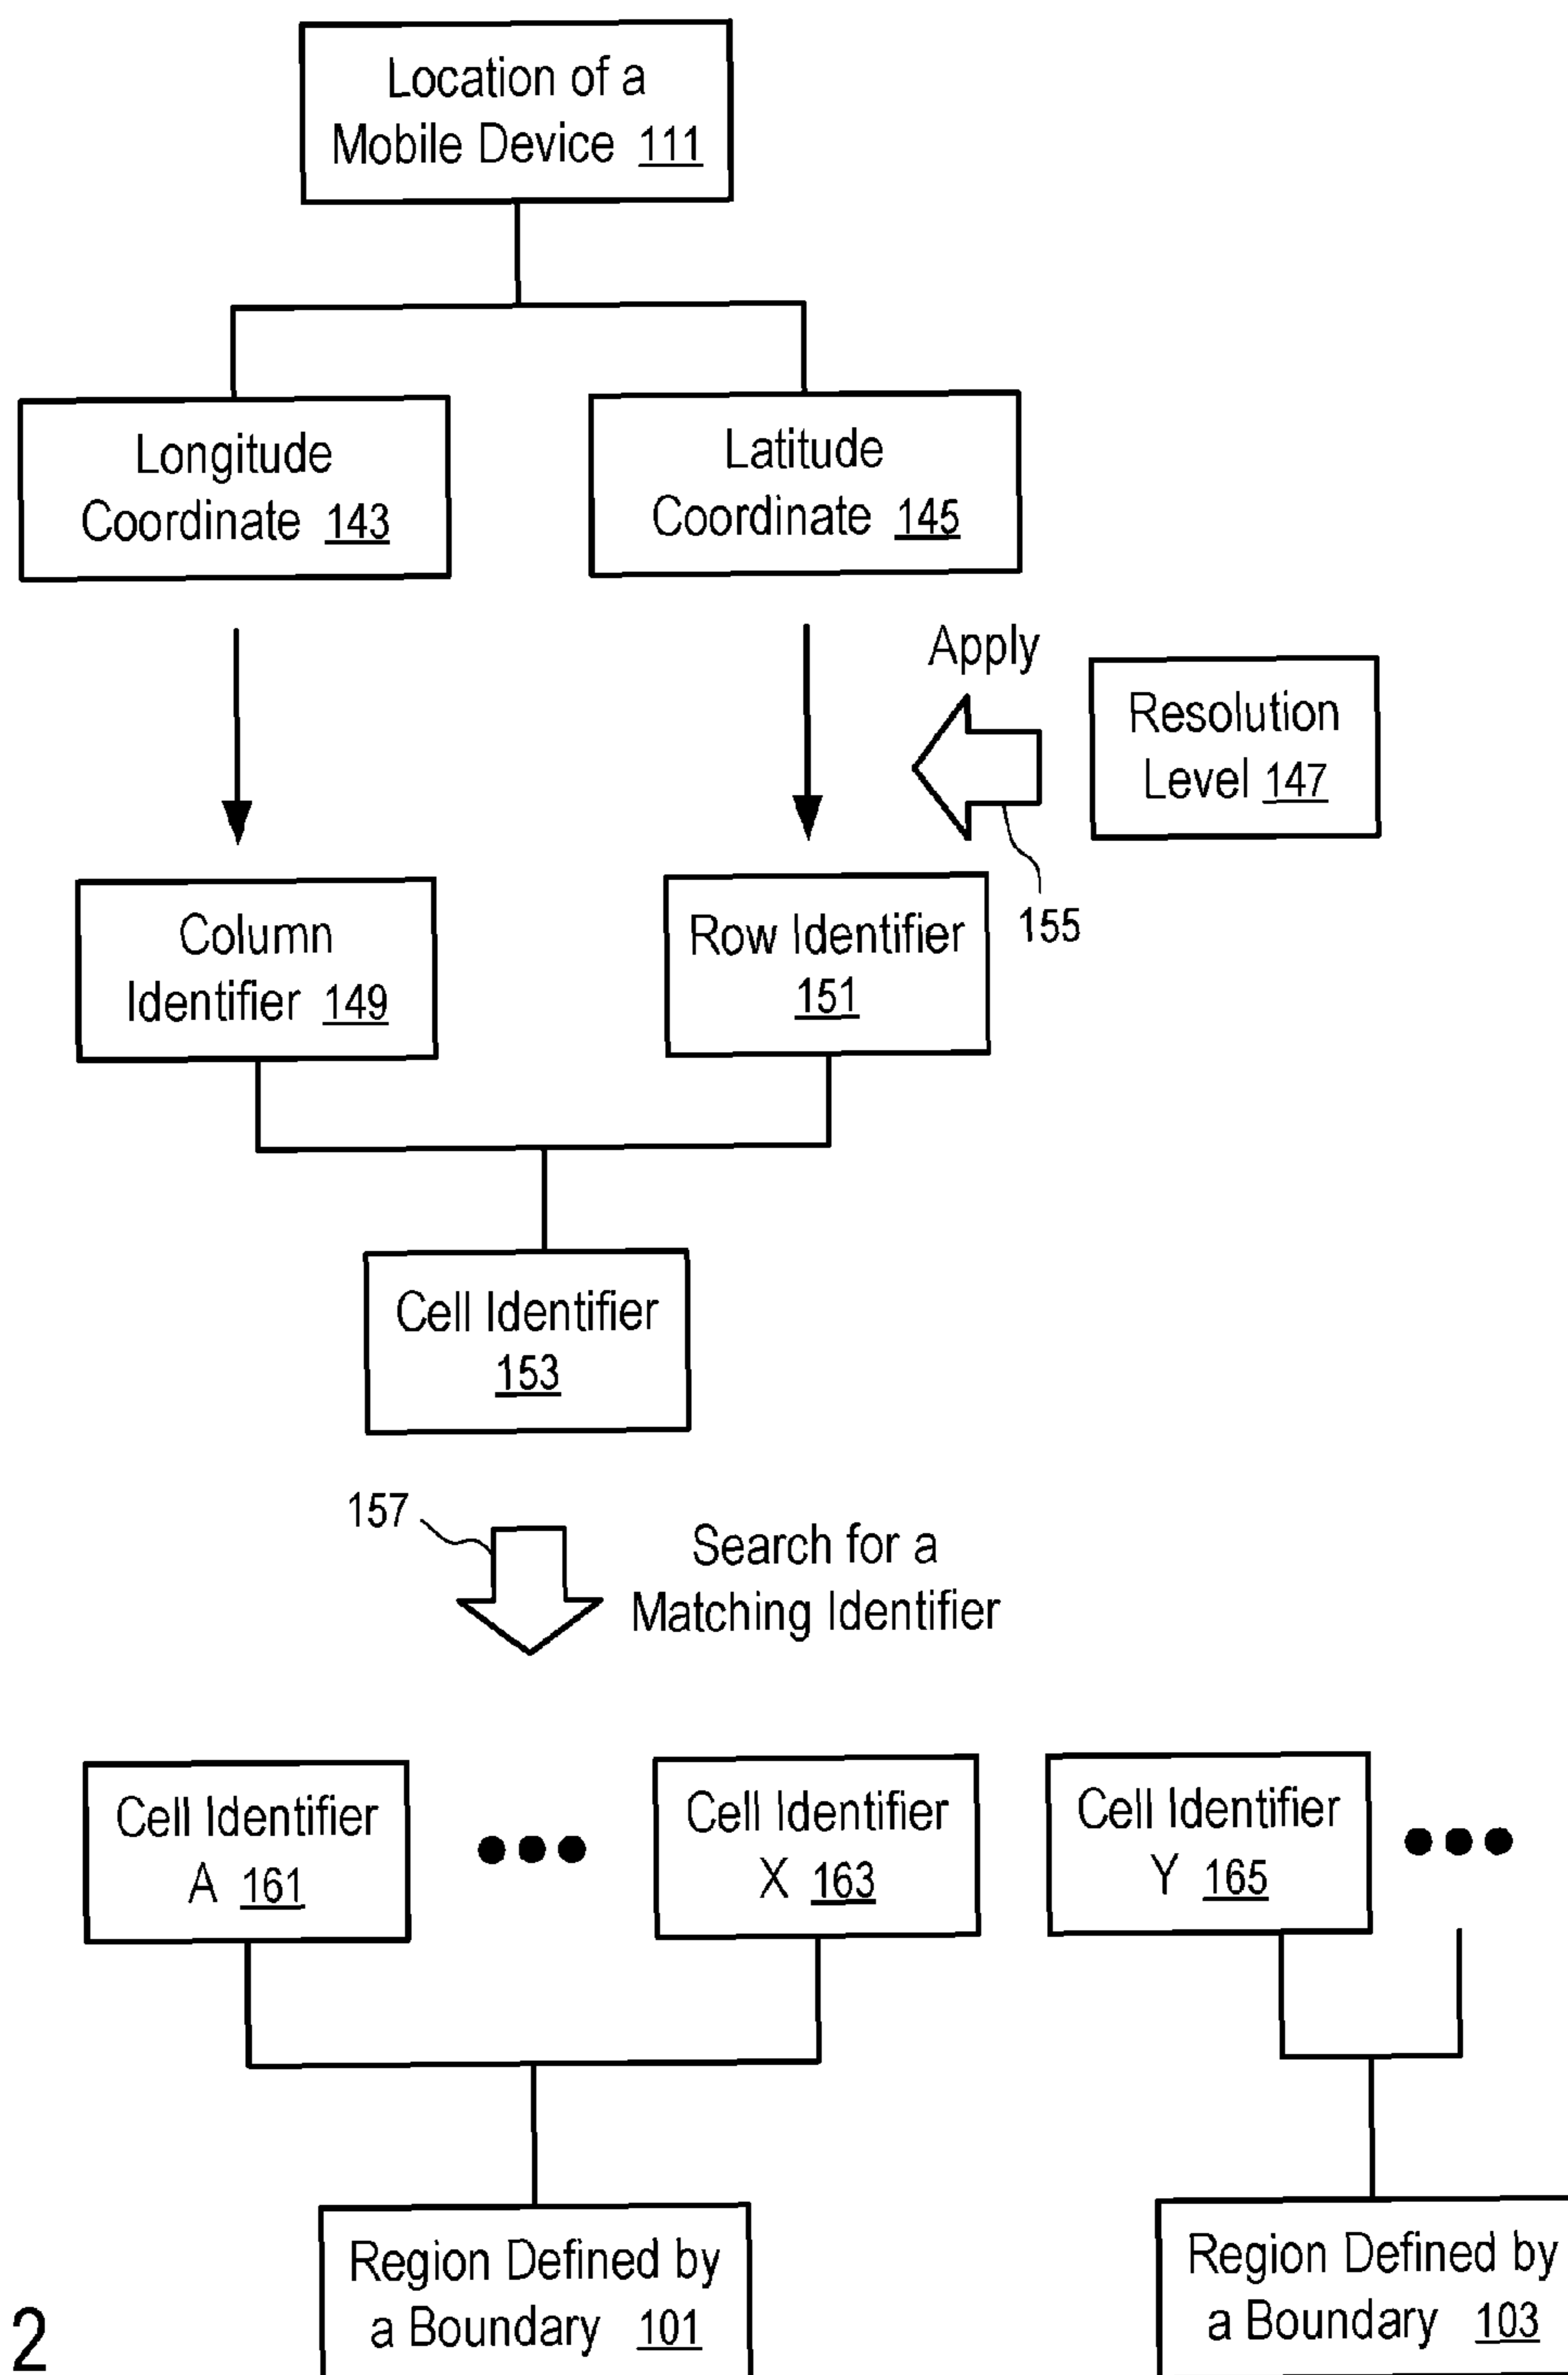 Location of a
Mobile Device 111
Longitude
Coordinate 143
Latitude
Coordinate 145
Apply
Resolution
Level 147
155
Column
Identifier 149
Row Identifier
151
Cell Identifier
153
157
Search for a
Matching Identifier
Cell Identifier
A 161
Cell Identifier
X 163
Cell Identifier
Y 165
Region Defined by
a Boundary 101
Region Defined by
a Boundary 103
2